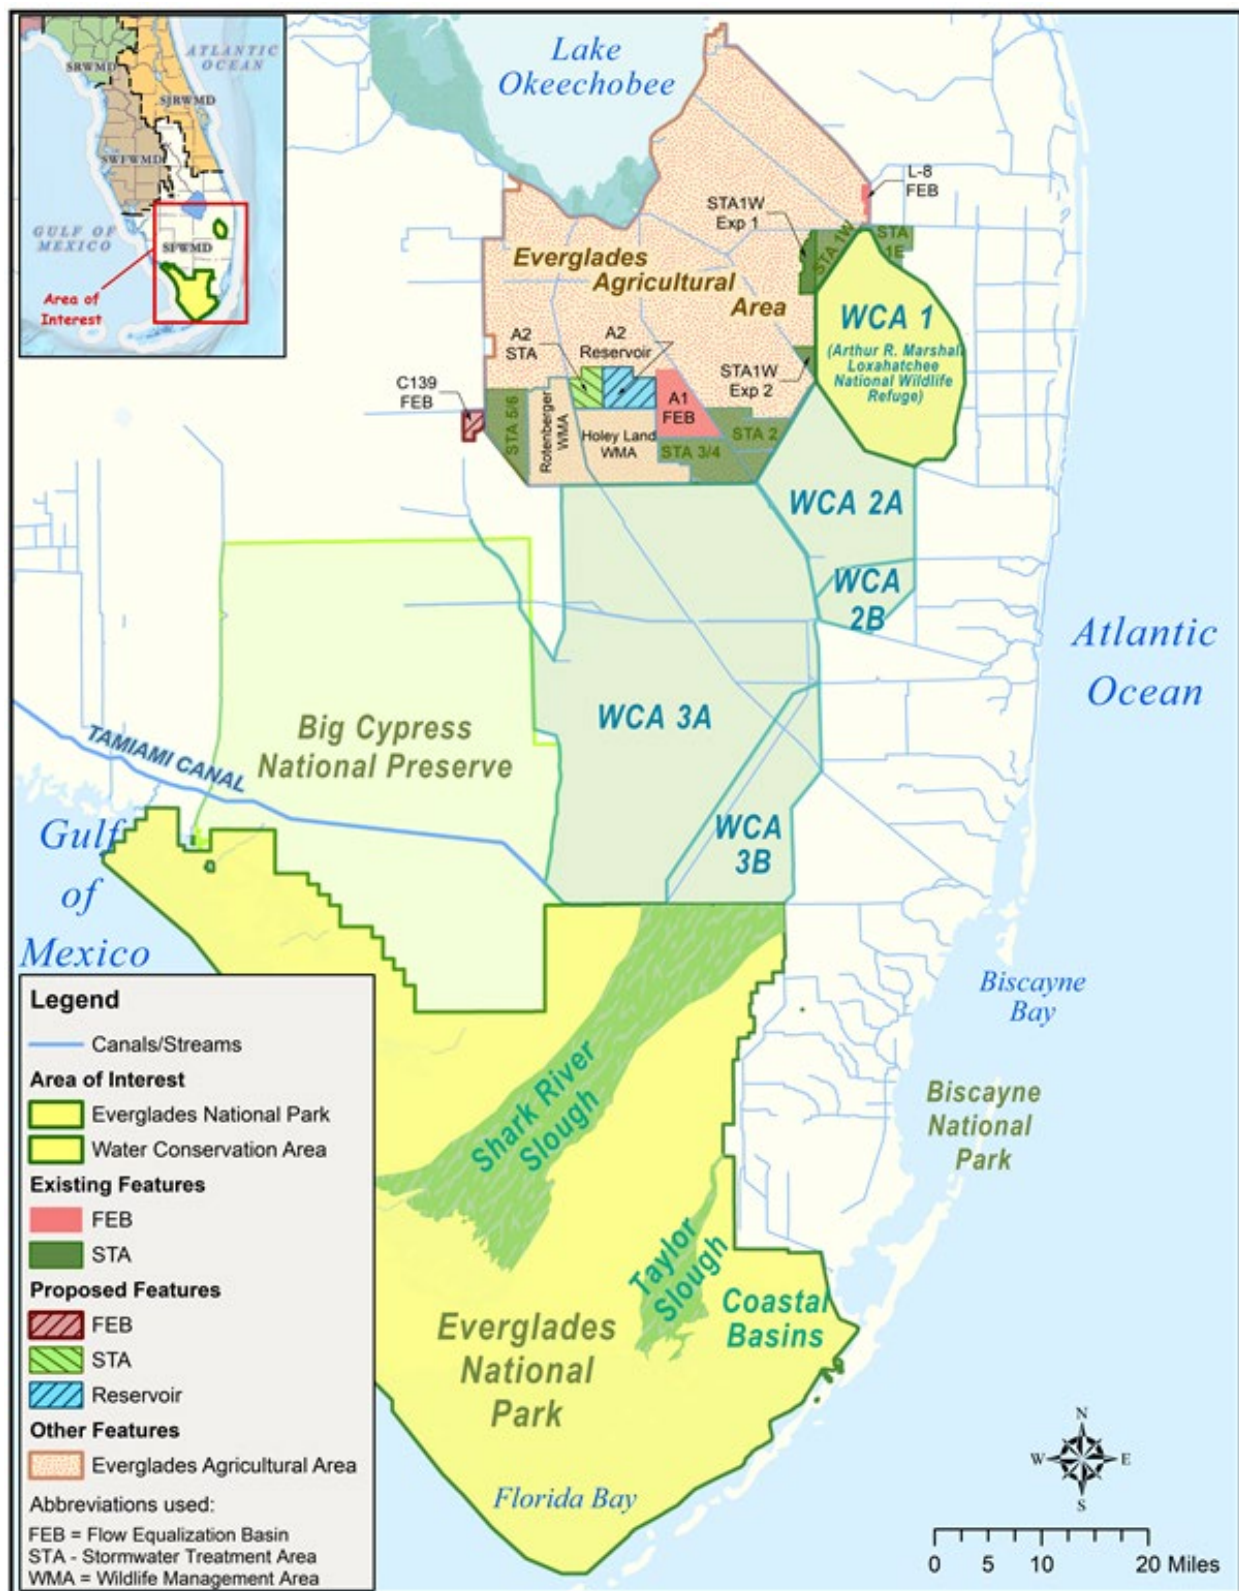 SRWMD
ATLANTIC
OCEAN
SJRWMD
SWFWMD
GULF OF
MEXICO
SFWMD
Area of
Interest
Lake
Okeechobee
L-8
FEB
STA1W
Exp 1
STA 1W
STA
1E
Everglades
Agricultural
Area
WCA 1
(Arthur R. Marshall
Loxahatchee
National Wildlife
Refuge)
A2
STA
A2
Reservoir
STA1W
Exp 2
C139
FEB
A1
FEB
STA 5/6
Rotenberger
WMA
Holey Land
WMA
STA 3/4
STA 2
WCA 2A
WCA
2B
Atlantic
Ocean
WCA 3A
Big Cypress
National Preserve
TAMIAMI CANAL
WCA
3B
Gulf
of
Mexico
Biscayne
Bay
Biscayne
National
Park
Shark River
Slough
Taylor
Slough
Coastal
Basins
Everglades
National
Park
Florida Bay
Legend
Canals/Streams
Area of Interest
Everglades National Park
Water Conservation Area
Existing Features
FEB
STA
Proposed Features
FEB
STA
Reservoir
Other Features
Everglades Agricultural Area
Abbreviations used:
FEB = Flow Equalization Basin
STA - Stormwater Treatment Area
WMA = Wildlife Management Area
N
W
E
S
0 5 10 20 Miles